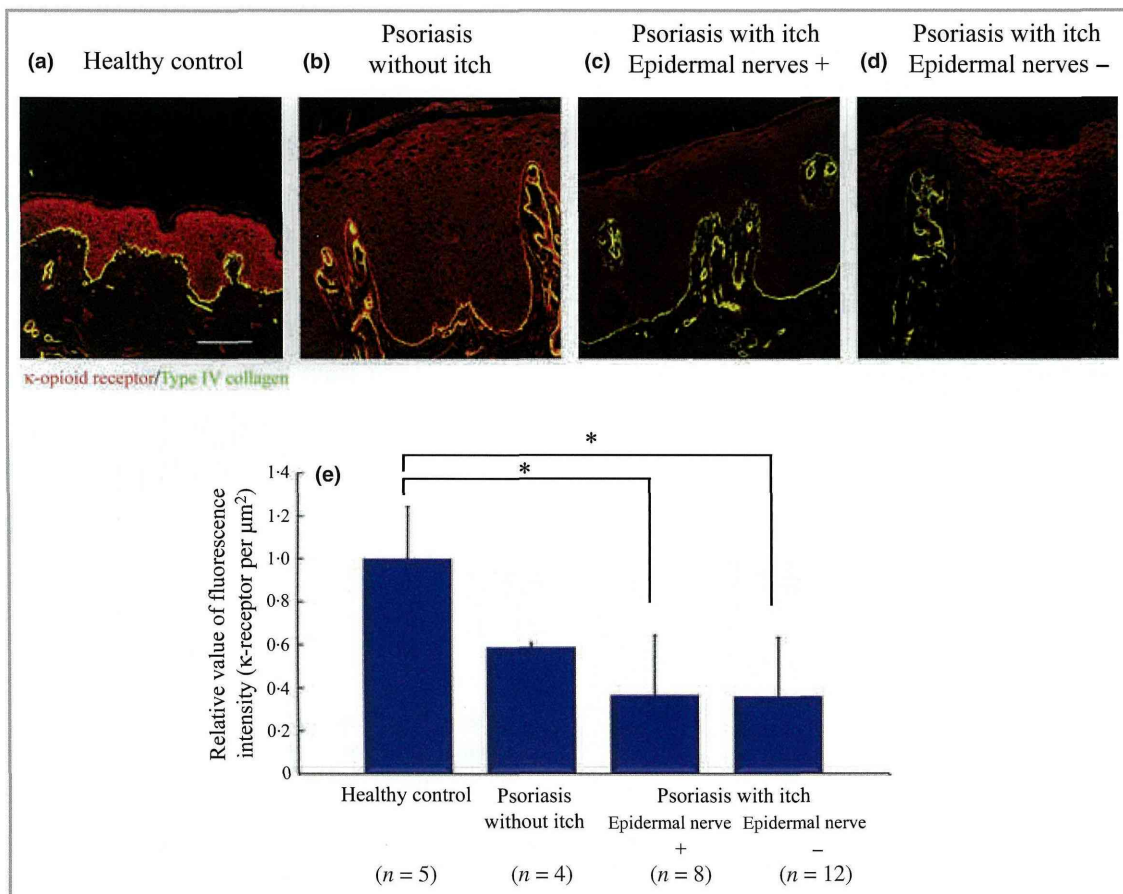 (a) Healthy control
(b) Psoriasis
without itch
(c) Psoriasis with itch
Epidermal nerves +
(d) Psoriasis with itch
Epidermal nerves –
κ-opioid receptor/Type IV collagen
(e)
*
*
Relative value of fluorescence
intensity (κ-receptor per µm²)
1·4
1·2
1·0
0·8
0·6
0·4
0·2
0
Healthy control
Psoriasis
without itch
Psoriasis with itch
Epidermal nerve
+
Epidermal nerve
–
(n = 5)
(n = 4)
(n = 8)
(n = 12)